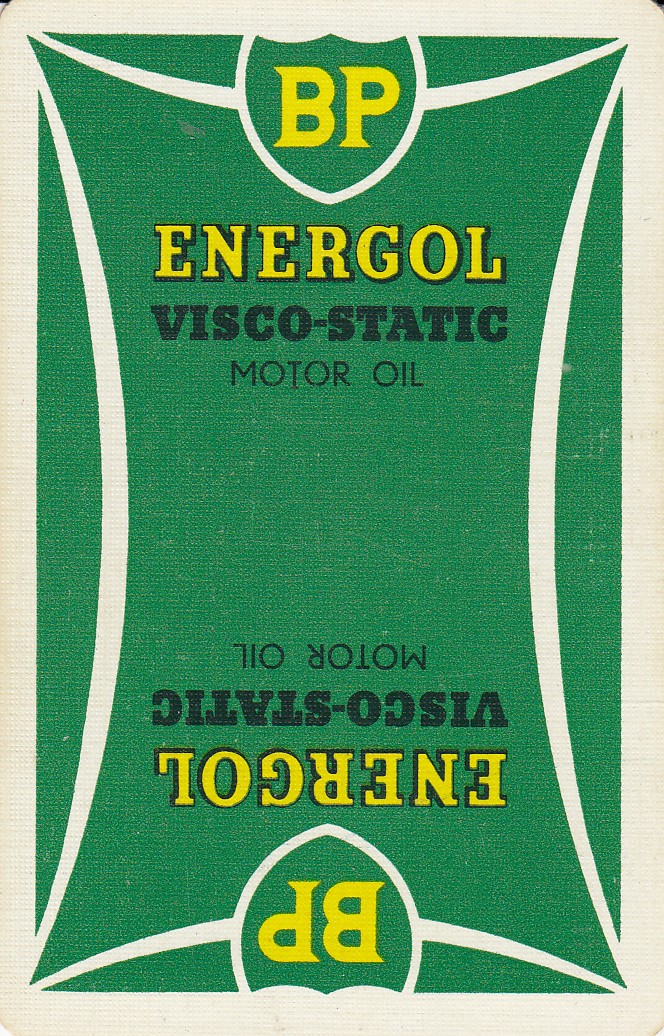 BP
ENERGOL
VISCO-STATIC
MOTOR OIL
MOTOR OIL
VISCO-STATIC
ENERGOL
BP